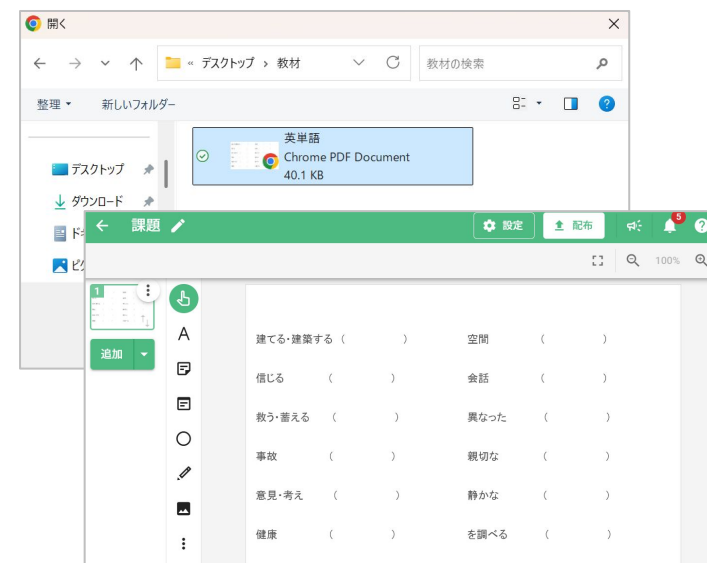 開く
« デスクトップ › 教材
教材の検索
整理
新しいフォルダー
英単語
Chrome PDF Document
40.1 KB
デスクトップ
ダウンロード
課題
設定
配布
5
100%
1
追加
A
建てる・建築する（　　　　）　空間　（　　　　）
信じる　（　　　　）　会話　（　　　　）
救う・蓄える　（　　　　）　異なった　（　　　　）
事故　（　　　　）　親切な　（　　　　）
意見・考え　（　　　　）　静かな　（　　　　）
健康　（　　　　）　を調べる　（　　　　）